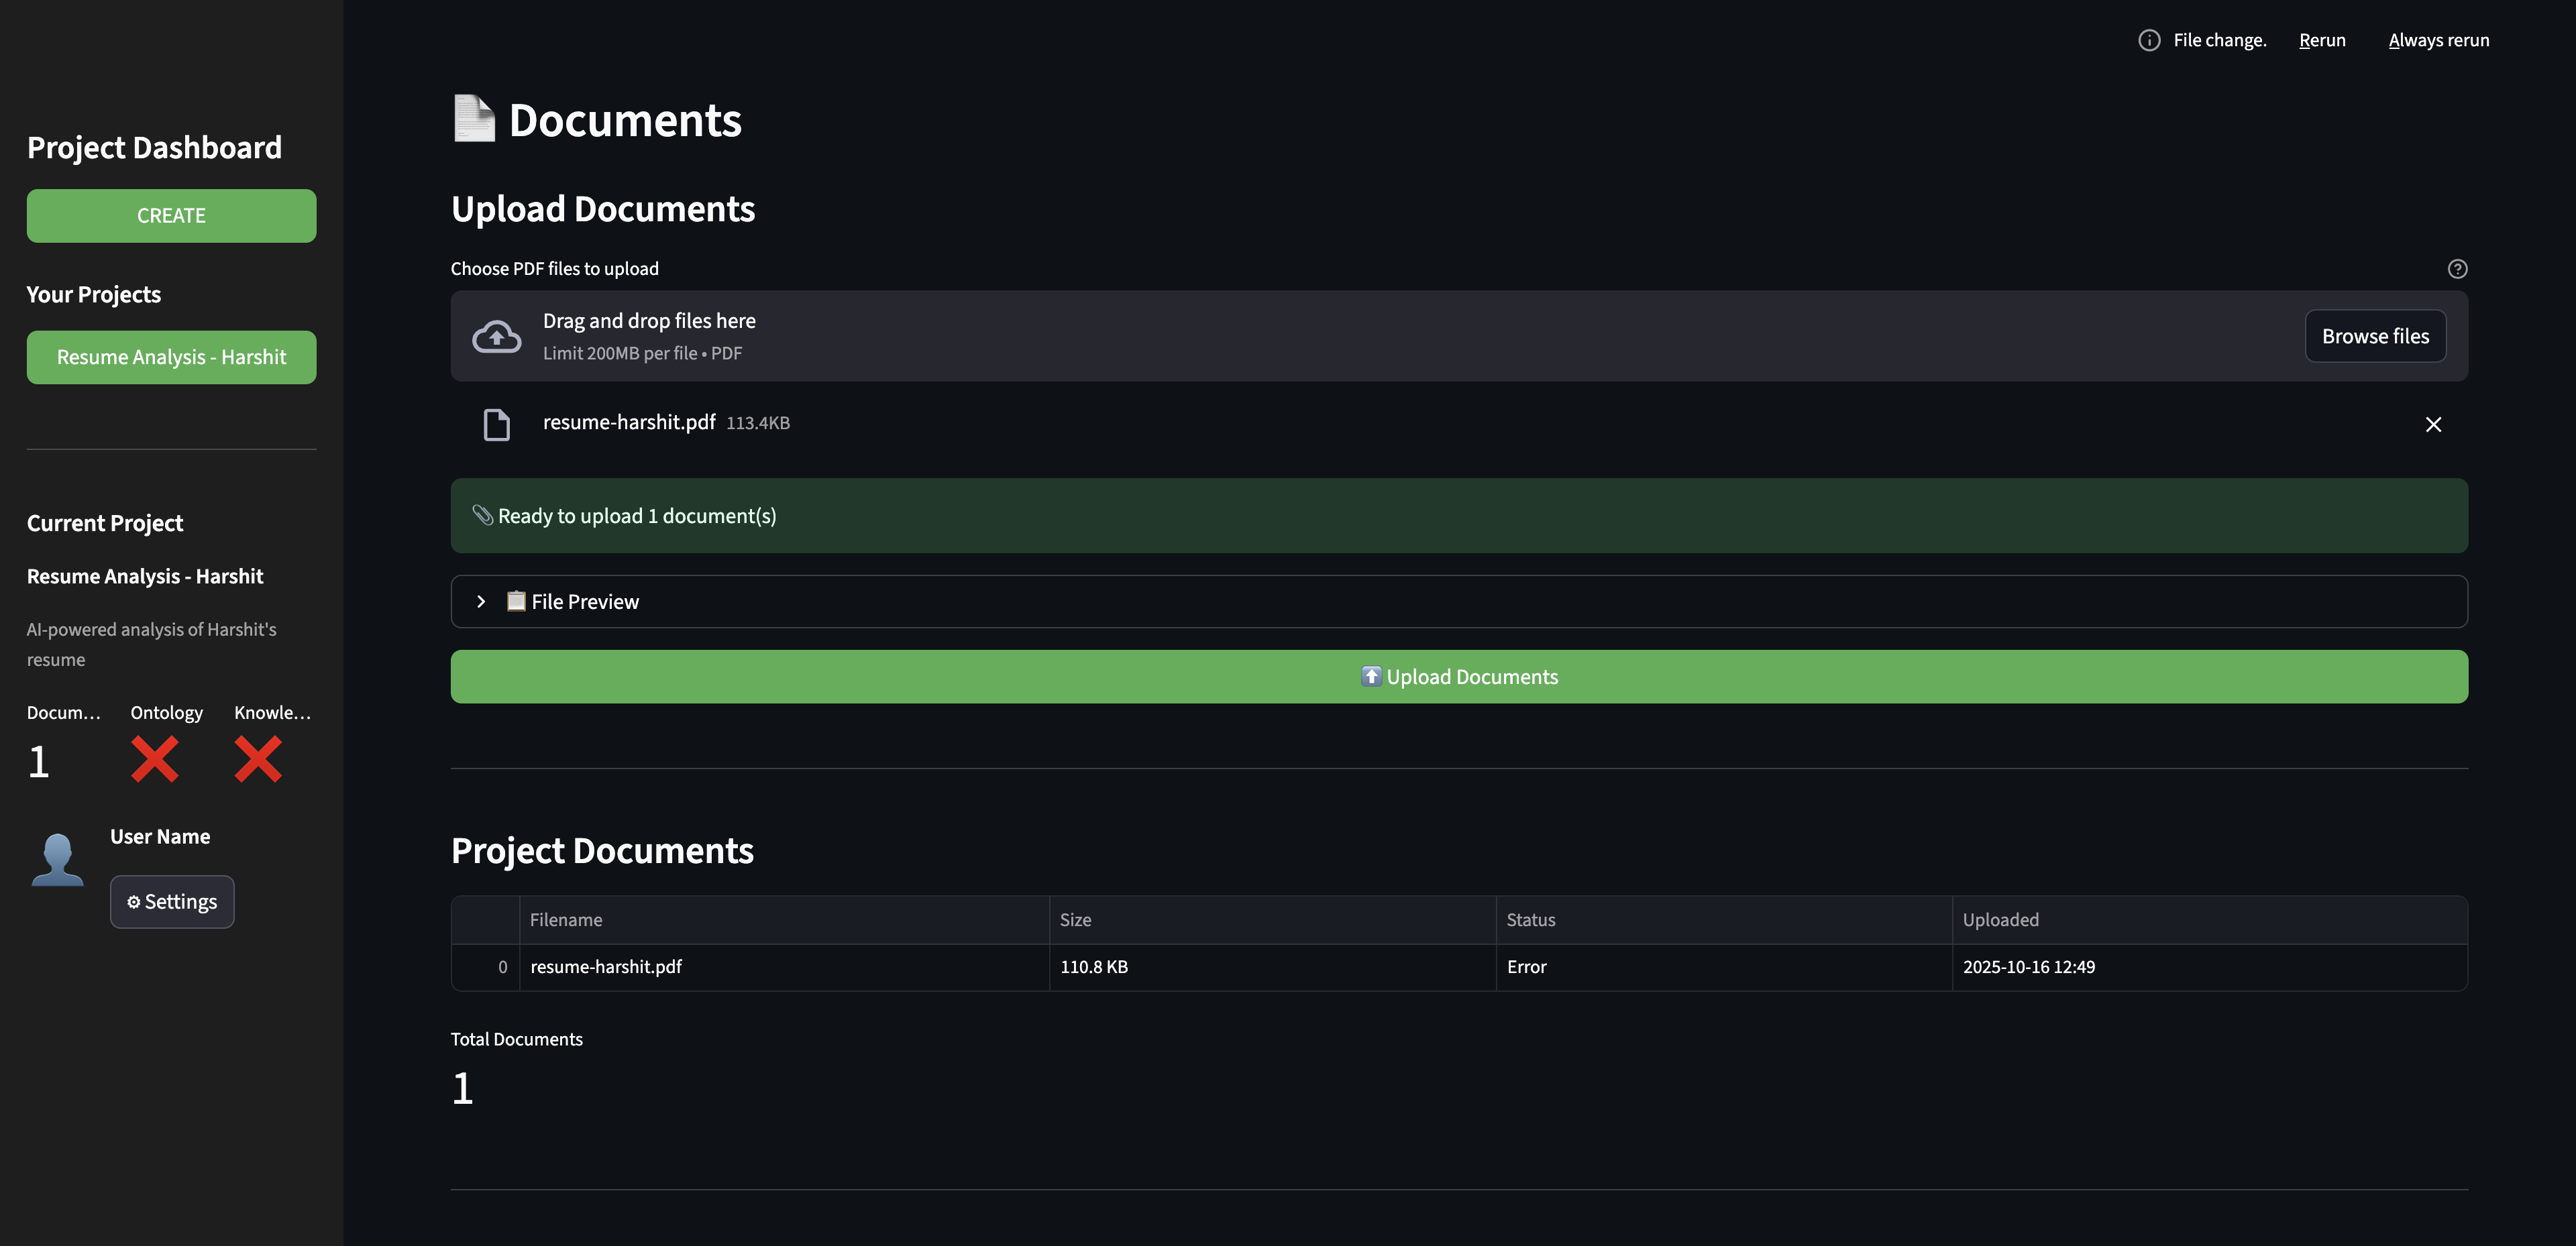 File change. Rerun Always rerun
Project Dashboard
CREATE
Your Projects
Resume Analysis - Harshit
Current Project
Resume Analysis - Harshit
AI-powered analysis of Harshit's
resume
Docum… Ontology Knowle…
1
User Name
Settings
Documents
Upload Documents
Choose PDF files to upload
Drag and drop files here
Limit 200MB per file • PDF
Browse files
resume-harshit.pdf 113.4KB
Ready to upload 1 document(s)
File Preview
Upload Documents
Project Documents
Filename Size Status Uploaded
0 resume-harshit.pdf 110.8 KB Error 2025-10-16 12:49
Total Documents
1